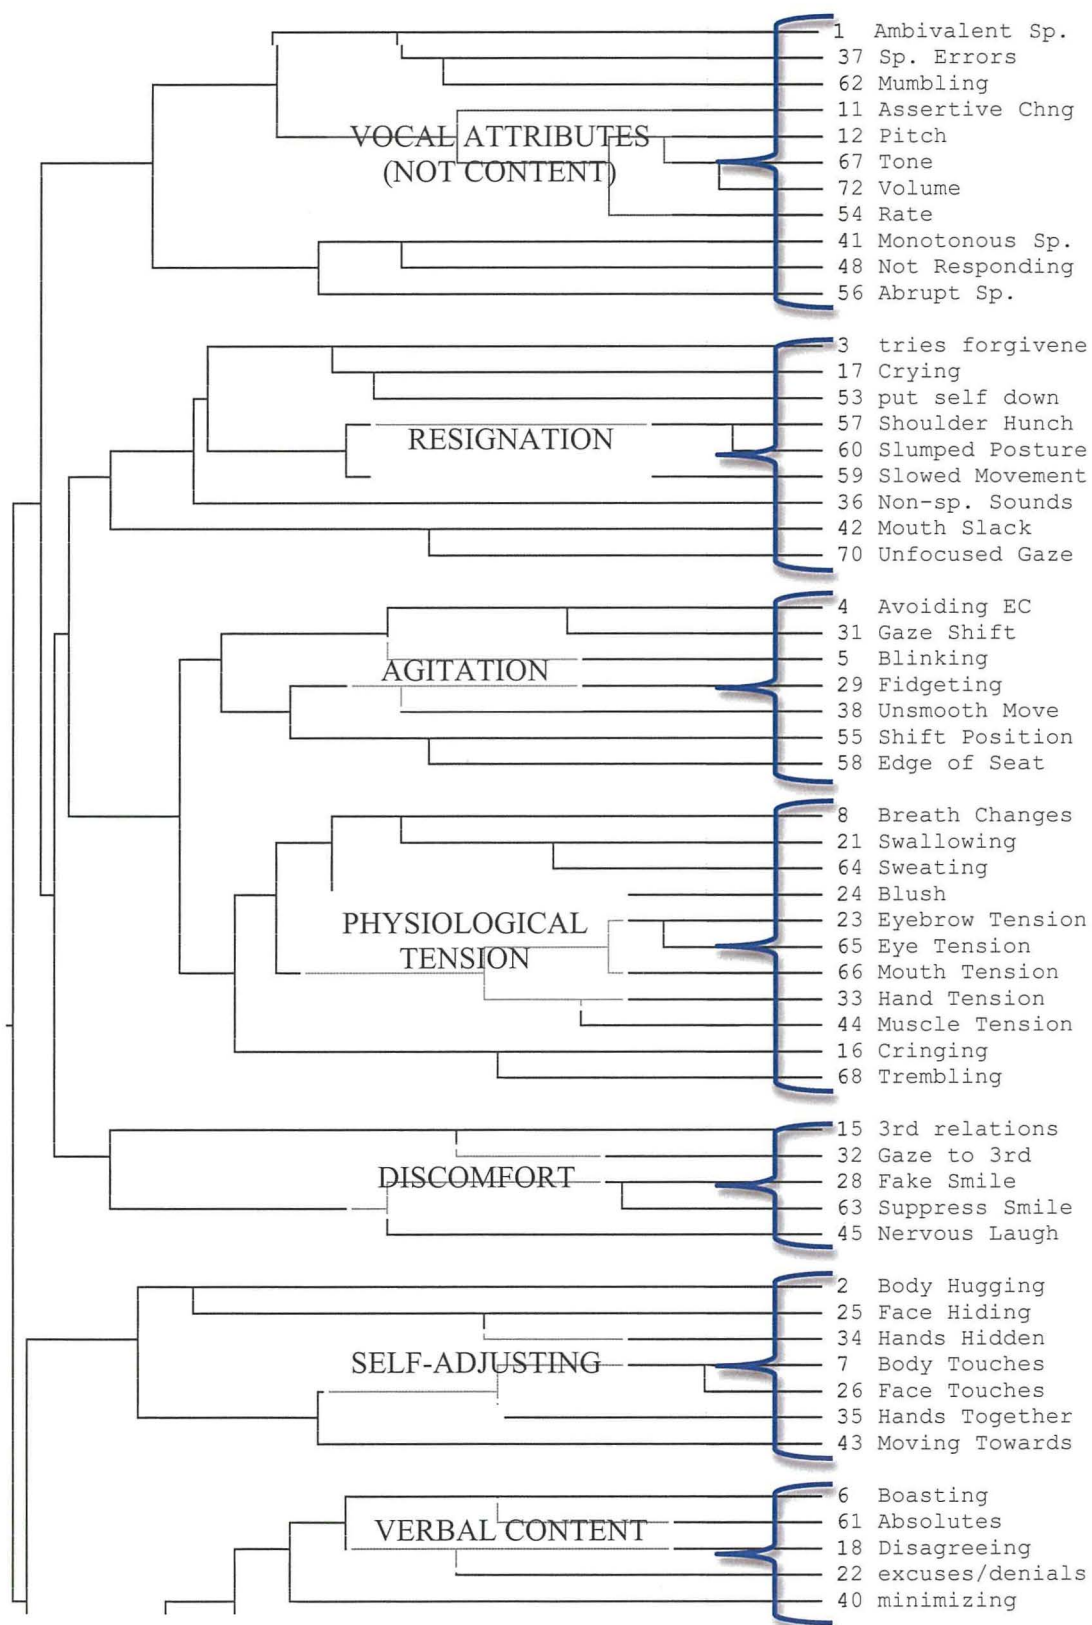 1 Ambivalent Sp.
37 Sp. Errors
62 Mumbling
11 Assertive Chng
VOCAL ATTRIBUTES
(NOT CONTENT)
12 Pitch
67 Tone
72 Volume
54 Rate
41 Monotonous Sp.
48 Not Responding
56 Abrupt Sp.
3 tries forgivene
17 Crying
53 put self down
RESIGNATION
57 Shoulder Hunch
60 Slumped Posture
59 Slowed Movement
36 Non-sp. Sounds
42 Mouth Slack
70 Unfocused Gaze
4 Avoiding EC
31 Gaze Shift
5 Blinking
AGITATION
29 Fidgeting
38 Unsmooth Move
55 Shift Position
58 Edge of Seat
8 Breath Changes
21 Swallowing
64 Sweating
24 Blush
PHYSIOLOGICAL
TENSION
23 Eyebrow Tension
65 Eye Tension
66 Mouth Tension
33 Hand Tension
44 Muscle Tension
16 Cringing
68 Trembling
15 3rd relations
32 Gaze to 3rd
DISCOMFORT
28 Fake Smile
63 Suppress Smile
45 Nervous Laugh
2 Body Hugging
25 Face Hiding
34 Hands Hidden
SELF-ADJUSTING
7 Body Touches
26 Face Touches
35 Hands Together
43 Moving Towards
6 Boasting
61 Absolutes
VERBAL CONTENT
18 Disagreeing
22 excuses/denials
40 minimizing